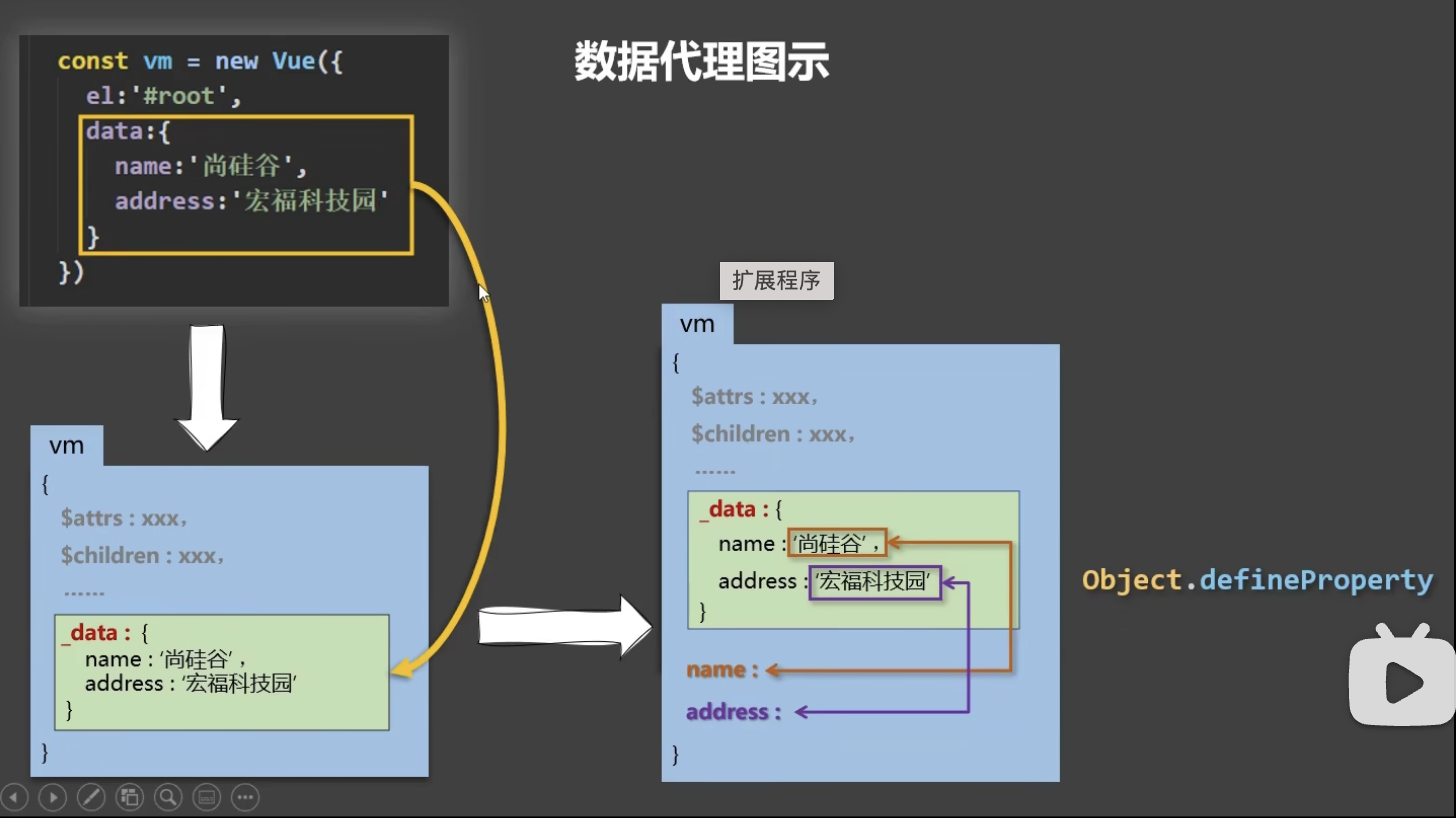 数据代理图示
const vm = new Vue({
el:'#root',
data:{
name:'尚硅谷',
address:'宏福科技园'
}
})
vm
{
$attrs : xxx，
$children : xxx，
......
_data : {
name : ‘尚硅谷’ ，
address : ‘宏福科技园’
}
}
扩展程序
vm
{
$attrs : xxx，
$children : xxx，
......
_data : {
name : ‘尚硅谷’ ，
address : ‘宏福科技园’
}
name :
address :
}
Object.defineProperty